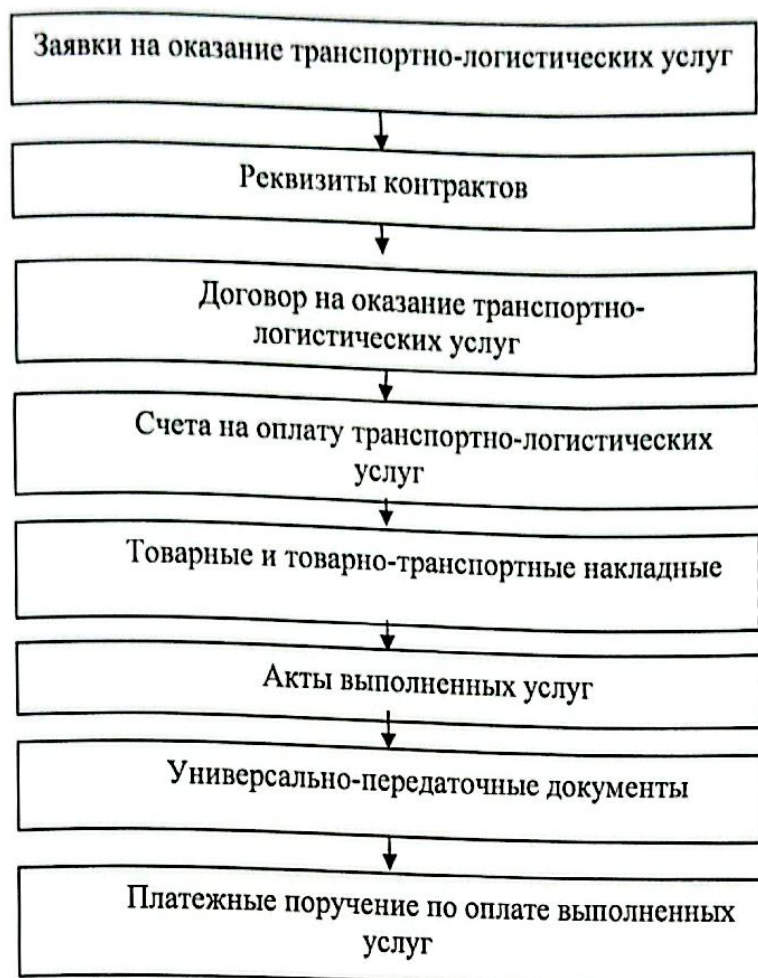 Заявки на оказание транспортно-логистических услуг
Реквизиты контрактов
Договор на оказание транспортно-
логистических услуг
Счета на оплату транспортно-логистических
услуг
Товарные и товарно-транспортные накладные
Акты выполненных услуг
Универсально-передаточные документы
Платежные поручение по оплате выполненных
услуг